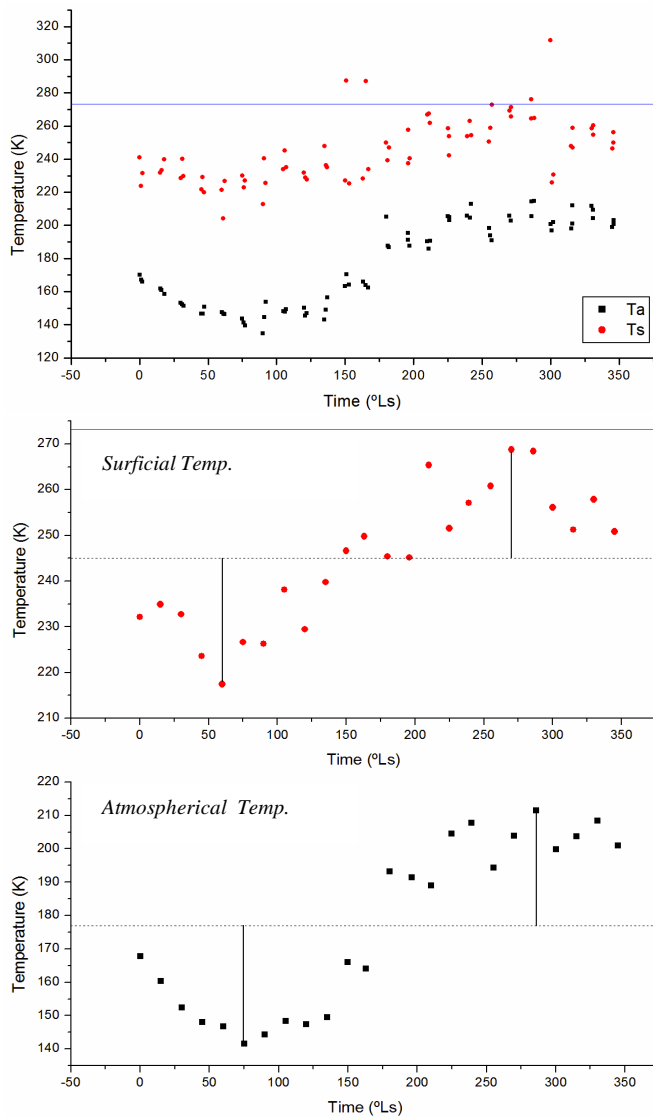 320
300
280
260
240
220
200
180
160
140
120
Temperature (K)
Ta
Ts
-50 0 50 100 150 200 250 300 350
Time (ºLs)
Surficial Temp.
270
260
250
240
230
220
210
Temperature (K)
-50 0 50 100 150 200 250 300 350
Time (ºLs)
Atmospherical Temp.
220
210
200
190
180
170
160
150
140
Temperature (K)
-50 0 50 100 150 200 250 300 350
Time (ºLs)